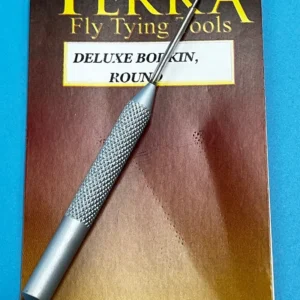 TERRA
Fly Tying Tools
DELUXE BODKIN,
ROUND